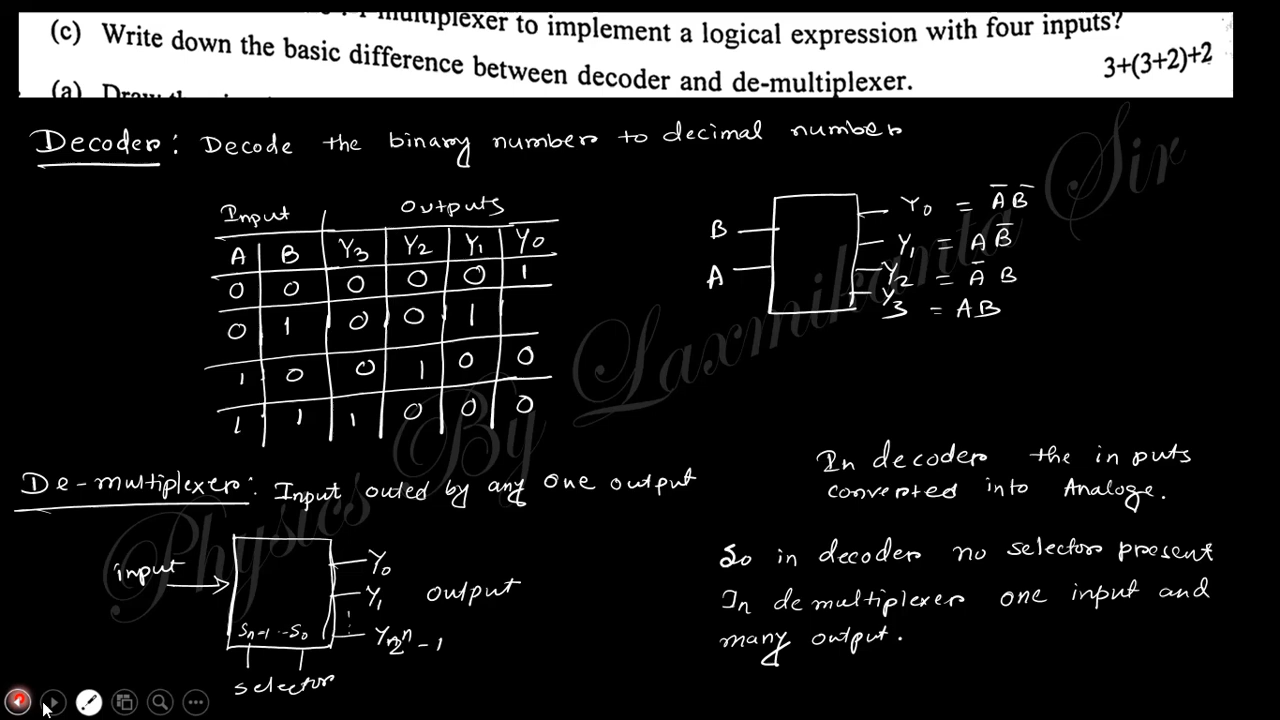 multiplexer to implement a logical expression with four inputs?
(c) Write down the basic difference between decoder and de-multiplexer.
3+(3+2)+2
(a)
Decoder : Decode the binary number to decimal number
Input Outputs
A B Y3 Y2 Y1 Y0
0 0 0 0 0 1
0 1 0 0 1
1 0 0 1 0 0
1 1 1 0 0 0
B
A
Y0 = A̅ B̅
Y1 = A B̅
Y2 = A̅ B
Y3 = AB
De-multiplexer : Input outed by any one output
input
Y0
Y1
Sn-1 ... S0
output
selector
In decoder the inputs
converted into Analoge.
So in decoder no selector present
In demultiplexer one input and
many output.
Physics By Laxmikanta Sir